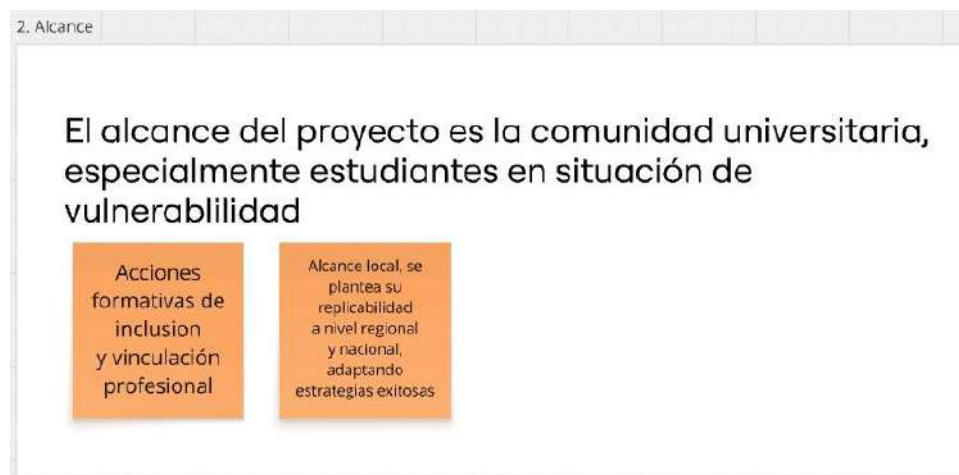 2. Alcance
El alcance del proyecto es la comunidad universitaria,
especialmente estudiantes en situación de
vulnerablilidad
Acciones
formativas de
inclusion
y vinculación
profesional
Alcance local, se
plantea su
replicabilidad
a nivel regional
y nacional,
adaptando
estrategias exitosas